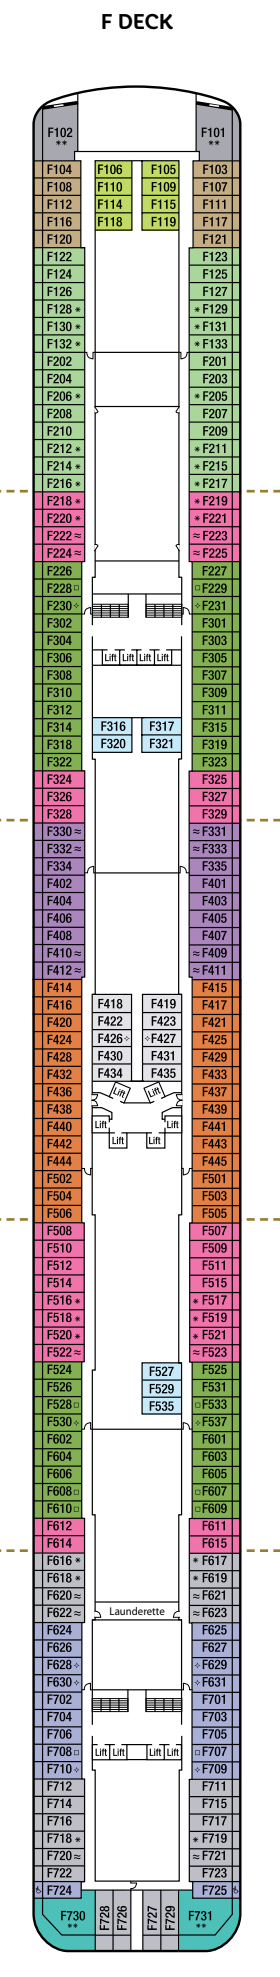 F DECK
F102 F101
** **
F104 F106 F105 F103
F108 F110 F109 F107
F112 F114 F115 F111
F116 F118 F119 F117
F120 F121
F122 F123
F124 F125
F126 F127
F128 * * F129
F130 * * F131
F132 * * F133
F202 F201
F204 F203
F206 * * F205
F208 F207
F210 F209
F212 * * F211
F214 * * F215
F216 * * F217
F218 * * F219
F220 * * F221
F222 ≈ ≈ F223
F224 ≈ ≈ F225
F226 F227
F228 □ □ F229
F230 ⁘ ⁘ F231
F302 F301
F304 F303
F306 Lift Lift Lift Lift F305
F308 F307
F310 F309
F312 F311
F314 F316 F317 F315
F318 F320 F321 F319
F322 F323
F324 F325
F326 F327
F328 F329
F330 ≈ ≈ F331
F332 ≈ ≈ F333
F334 F335
F402 F401
F404 F403
F406 F405
F408 F407
F410 ≈ ≈ F409
F412 ≈ ≈ F411
F414 F415
F416 F418 F419 F417
F420 F422 F423 F421
F424 F426 ⁘ ⁘ F427 F425
F428 F430 F431 F429
F432 F434 F435 F433
F436 Lift Lift F437
F438 F439
F440 Lift Lift F441
F442 Lift Lift F443
F444 F445
F502 F501
F504 F503
F506 F505
F508 F507
F510 F509
F512 F511
F514 F515
F516 * * F517
F518 * * F519
F520 * * F521
F522 ≈ ≈ F523
F524 F527 F525
F526 F529 F531
F528 □ F535 □ F533
F530 ⁘ ⁘ F537
F602 F601
F604 F603
F606 F605
F608 □ □ F607
F610 □ □ F609
F612 F611
F614 F615
F616 * * F617
F618 * * F619
F620 ≈ ≈ F621
F622 ≈ Launderette ≈ F623
F624 F625
F626 F627
F628 ⁘ ⁘ F629
F630 ⁘ ⁘ F631
F702 F701
F704 F703
F706 F705
F708 □ Lift Lift Lift Lift □ F707
F710 ⁘ ⁘ F709
F712 F711
F714 F715
F716 F717
F718 * * F719
F720 ≈ ≈ F721
F722 F723
F724 F725
F730 F728 F726 F727 F729 F731
** **